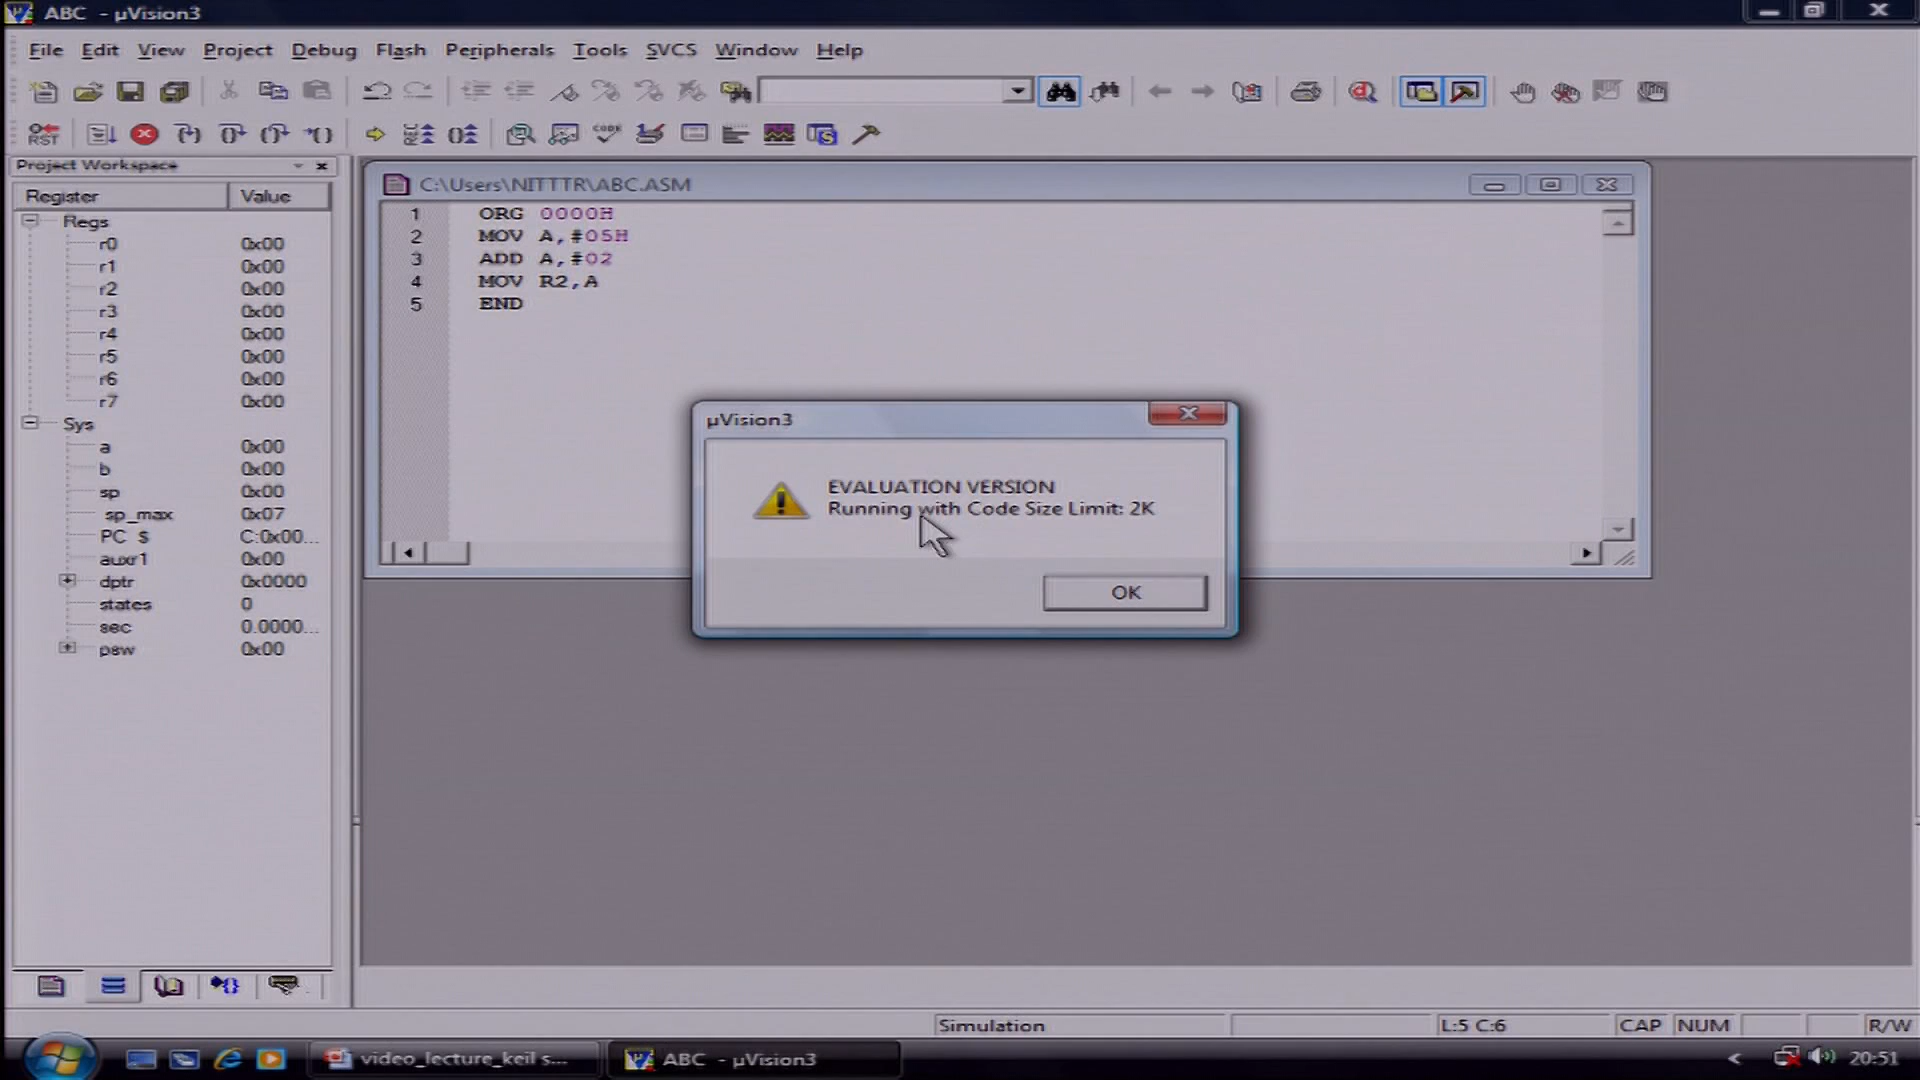 ABC - µVision3
File Edit View Project Debug Flash Peripherals Tools SVCS Window Help
RST
CODE
Project Workspace
Register Value
Regs
r0 0x00
r1 0x00
r2 0x00
r3 0x00
r4 0x00
r5 0x00
r6 0x00
r7 0x00
Sys
a 0x00
b 0x00
sp 0x00
sp_max 0x07
PC $ C:0x00...
auxr1 0x00
dptr 0x0000
states 0
sec 0.0000...
psw 0x00
C:\Users\NITTTR\ABC.ASM
1 ORG 0000H
2 MOV A,#05H
3 ADD A,#02
4 MOV R2,A
5 END
µVision3
EVALUATION VERSION
Running with Code Size Limit: 2K
OK
Simulation L:5 C:6 CAP NUM R/W
video_lecture_keil s... ABC - µVision3 20:51